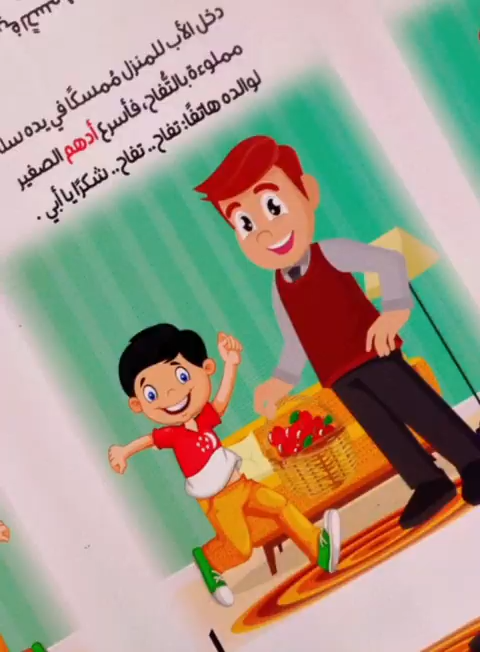 دخل الأب للمنزل مُمسكًا في يده سلة
مملوءة بالتُّفاح، فأسرع أدهم الصغير
لوالده هاتفًا: تفاح.. تفاح.. شكرًا يا أبي .